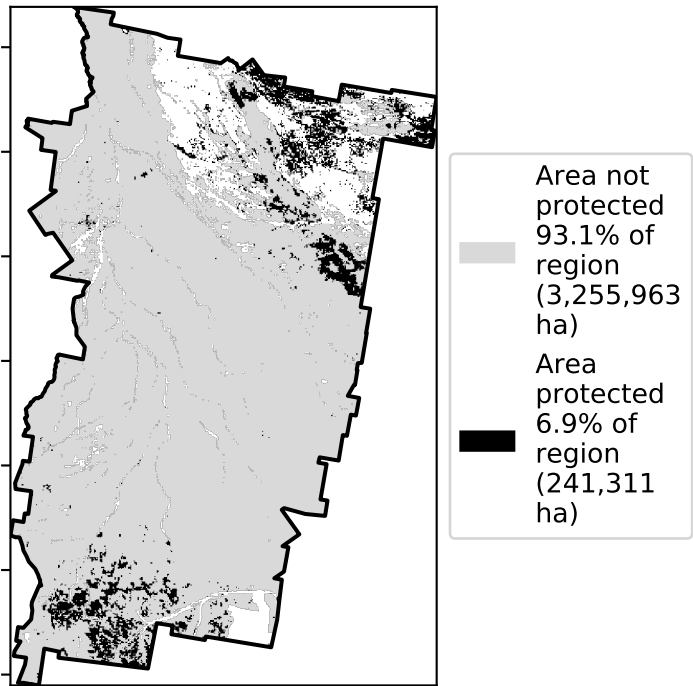 Area not
protected
93.1% of
region
(3,255,963
ha)
Area
protected
6.9% of
region
(241,311
ha)